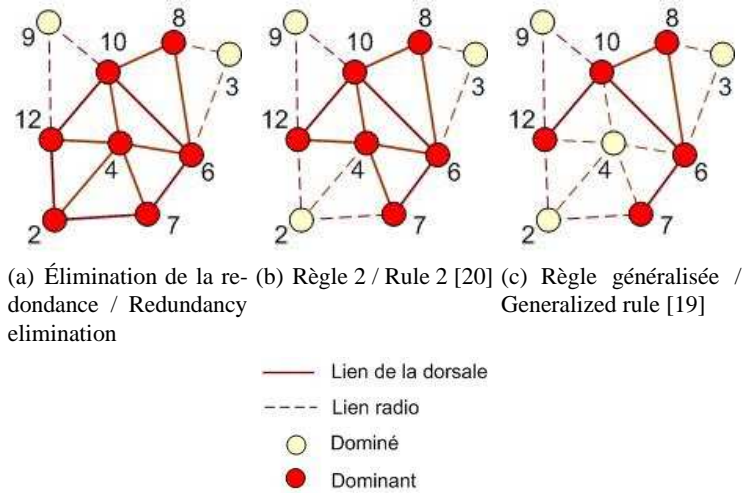 8
9
10
3
12
4
6
2
7
8
9
10
3
12
4
6
2
7
8
9
10
3
12
4
6
2
7
(a) Élimination de la re-
dondance / Redundancy
elimination
(b) Règle 2 / Rule 2 [20]
(c) Règle généralisée /
Generalized rule [19]
Lien de la dorsale
Lien radio
Dominé
Dominant